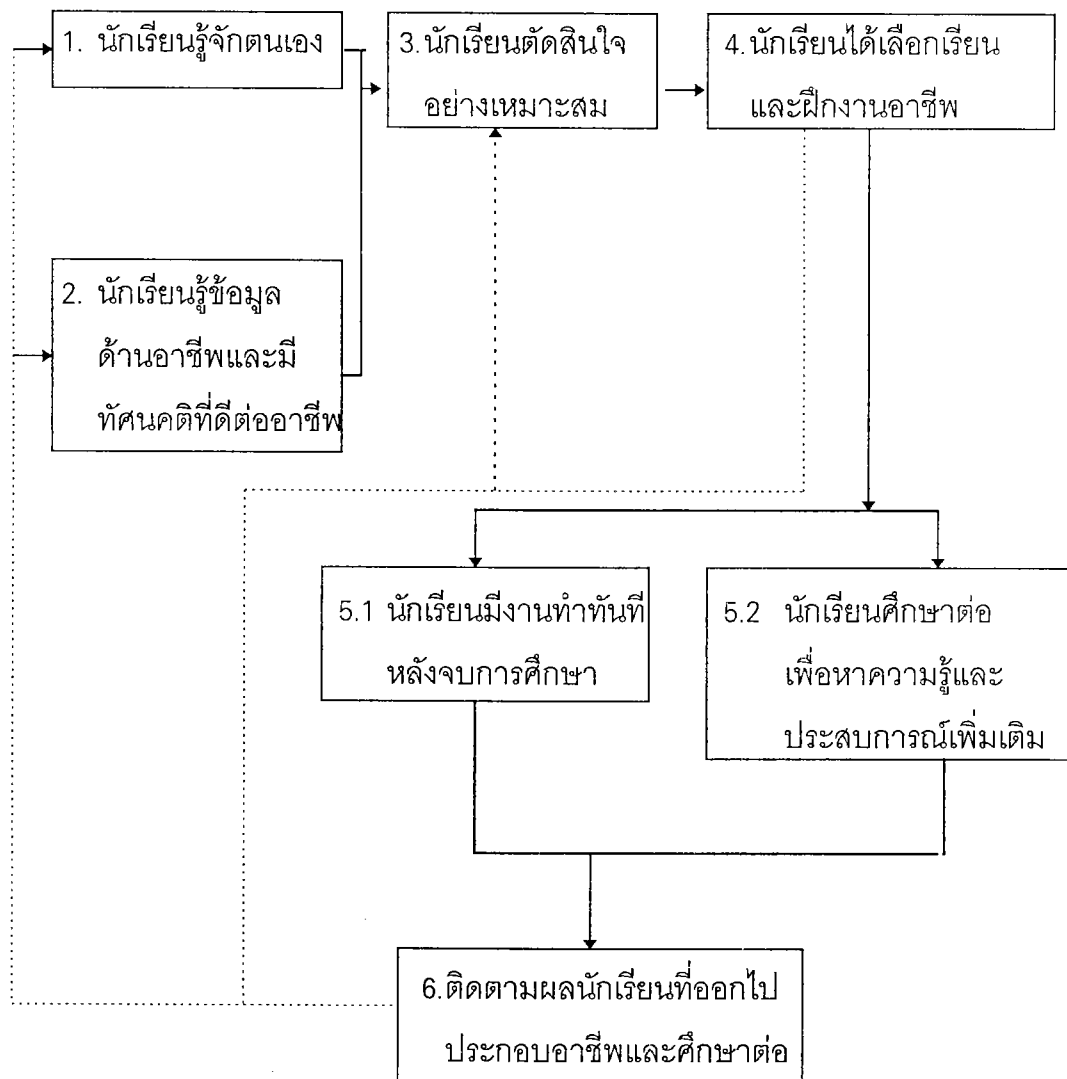 1. นักเรียนรู้จักตนเอง
2. นักเรียนรู้ข้อมูล
ด้านอาชีพและมี
ทัศนคติที่ดีต่ออาชีพ
3.นักเรียนตัดสินใจ
อย่างเหมาะสม
4.นักเรียนได้เลือกเรียน
และฝึกงานอาชีพ
5.1 นักเรียนมีงานทำทันที
หลังจบการศึกษา
5.2 นักเรียนศึกษาต่อ
เพื่อหาความรู้และ
ประสบการณ์เพิ่มเติม
6.ติดตามผลนักเรียนที่ออกไป
ประกอบอาชีพและศึกษาต่อ